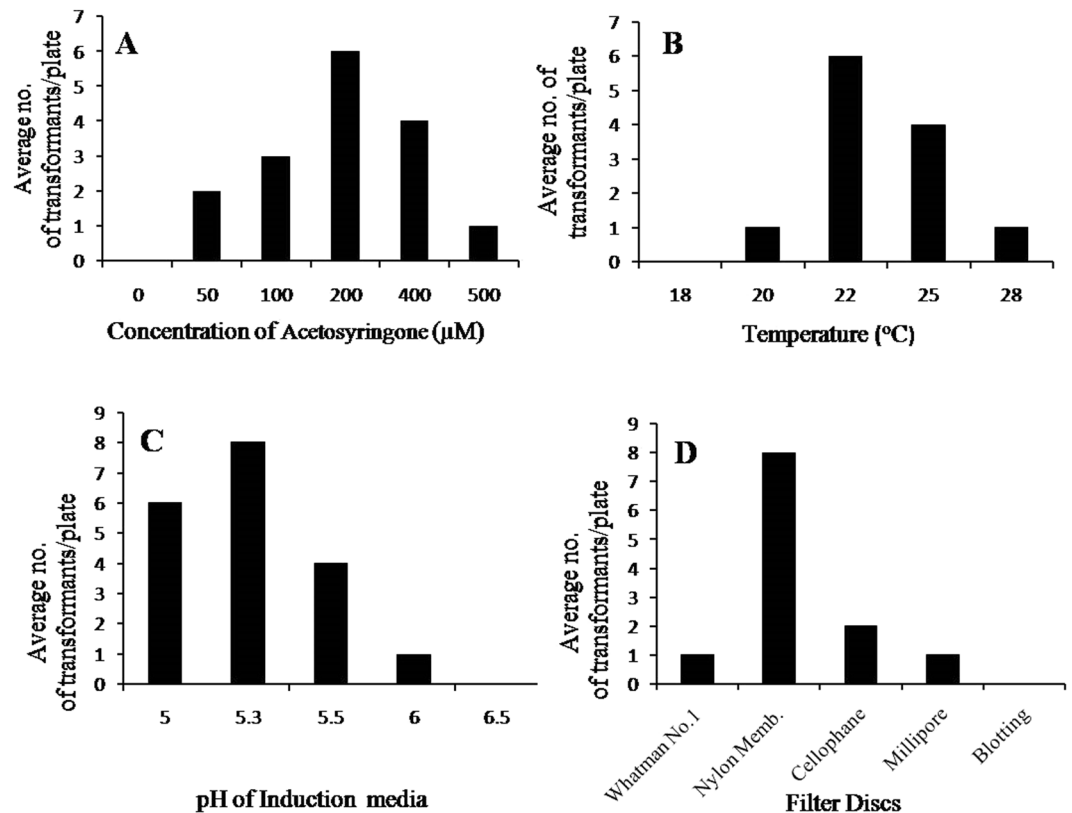 A
Average no.
of transformants/plate
7
6
5
4
3
2
1
0
0 50 100 200 400 500
Concentration of Acetosyringone (µM)
B
Average no. of
transformants/plate
7
6
5
4
3
2
1
0
18 20 22 25 28
Temperature (°C)
C
Average no.
of transformants/plate
9
8
7
6
5
4
3
2
1
0
5 5.3 5.5 6 6.5
pH of Induction media
D
Average no.
of transformants/plate
9
8
7
6
5
4
3
2
1
0
Whatman No.1
Nylon Memb.
Cellophane
Millipore
Blotting
Filter Discs